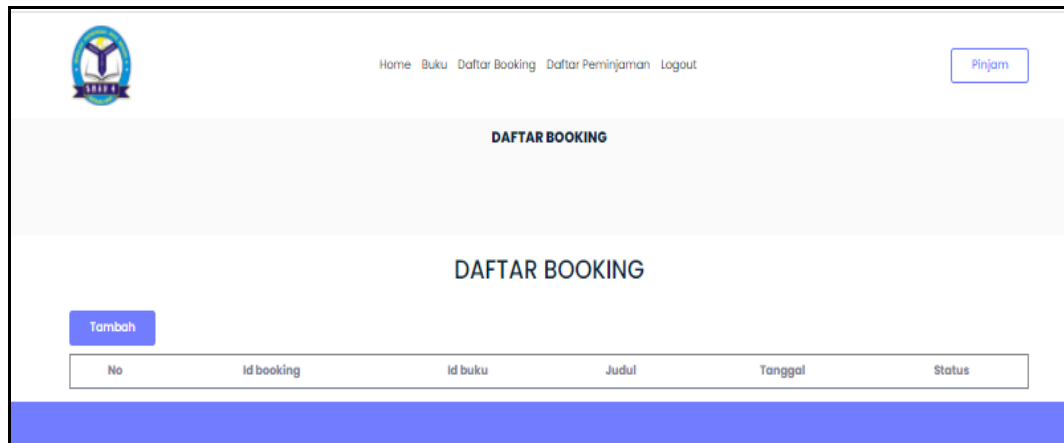 Home Buku Daftar Booking Daftar Peminjaman Logout
Pinjam
DAFTAR BOOKING
DAFTAR BOOKING
Tambah
No Id booking Id buku Judul Tanggal Status